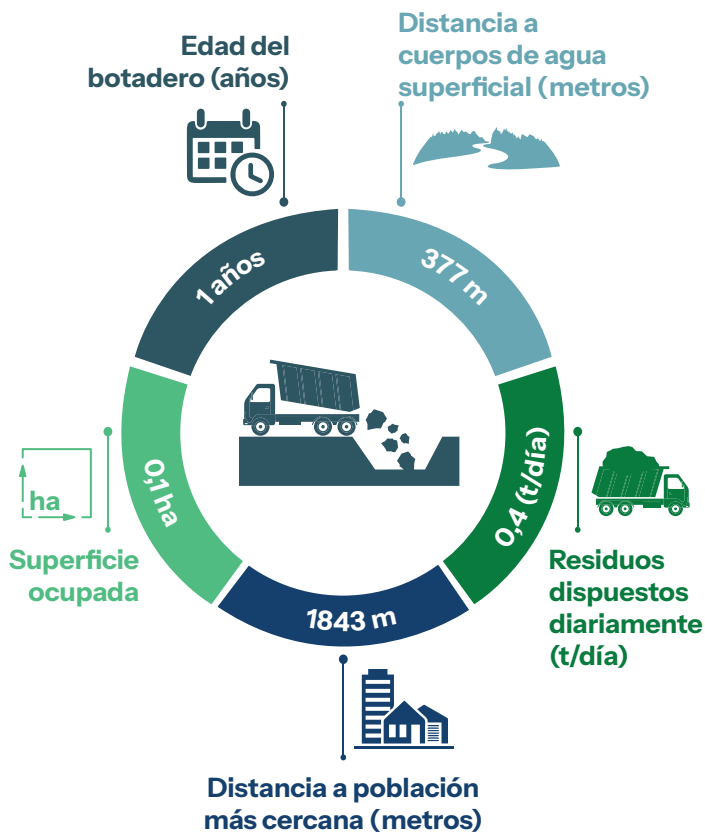 Edad del
botadero (años)
Distancia a
cuerpos de agua
superficial (metros)
1 años
377 m
0,1 ha
0,4 (t/día)
1843 m
ha
Superficie
ocupada
Residuos
dispuestos
diariamente
(t/día)
Distancia a población
más cercana (metros)